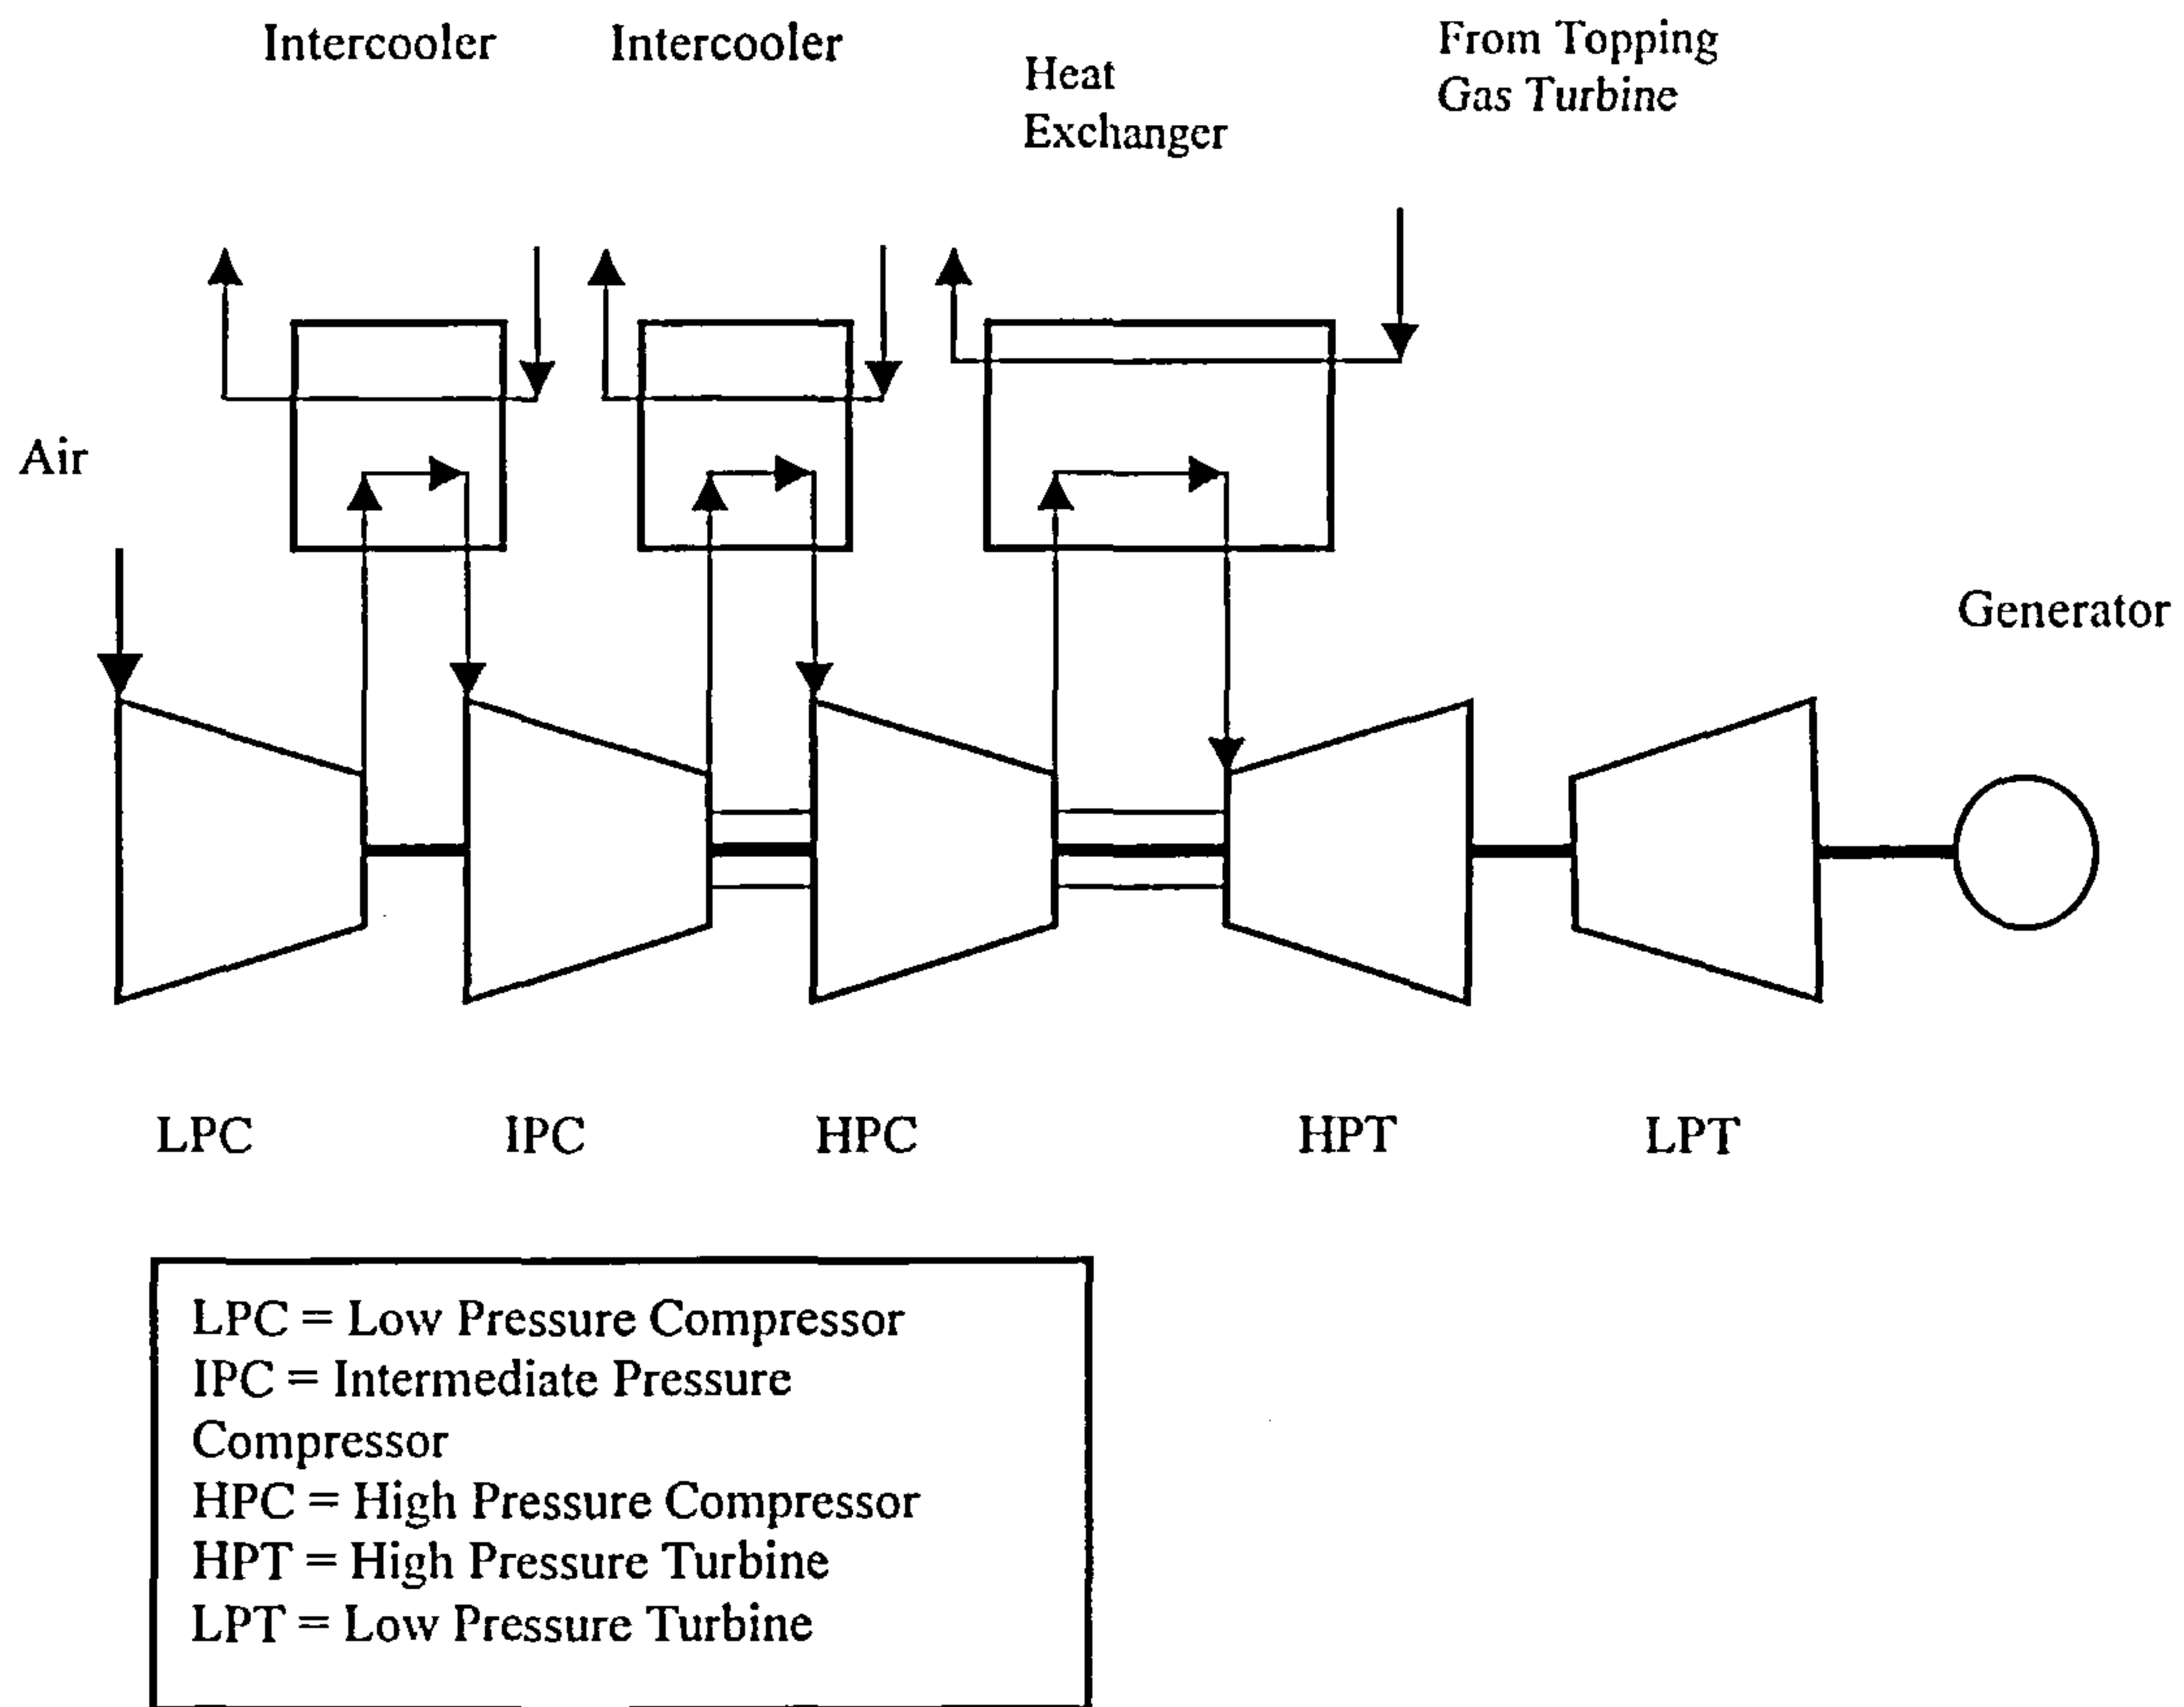 Intercooler
Intercooler
Heat
Exchanger
From Topping
Gas Turbine
Air
Generator
LPC
IPC
HPC
HPT
LPT
LPC = Low Pressure Compressor
IPC = Intermediate Pressure
Compressor
HPC = High Pressure Compressor
HPT = High Pressure Turbine
LPT = Low Pressure Turbine